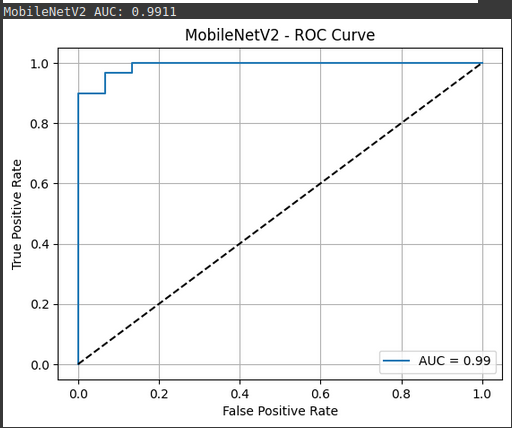 MobileNetV2 AUC: 0.9911
MobileNetV2 - ROC Curve
1.0
0.8
0.6
0.4
0.2
0.0
True Positive Rate
AUC = 0.99
0.0 0.2 0.4 0.6 0.8 1.0
False Positive Rate